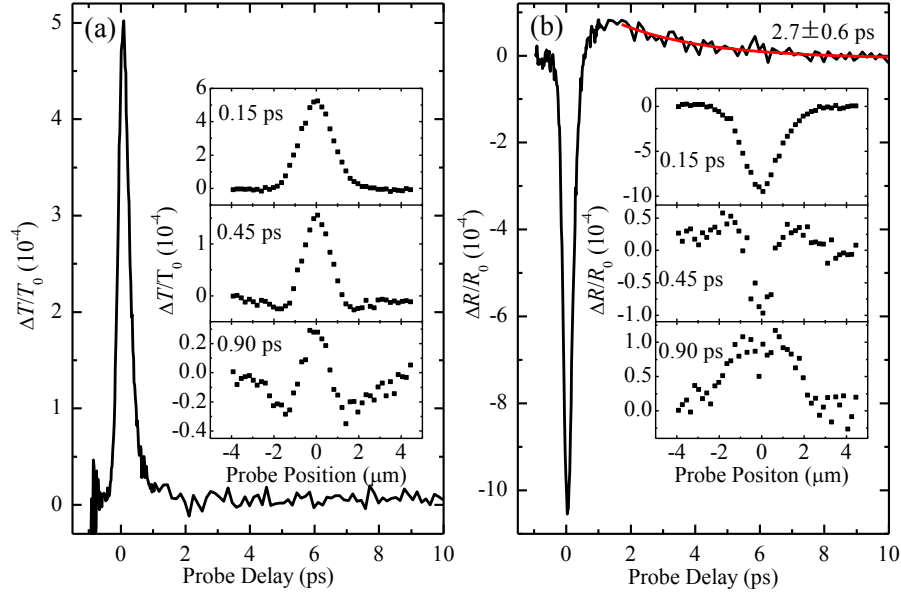 (a)
5
4
3
2
1
0
ΔT/T0 (10-4)
0 2 4 6 8 10
Probe Delay (ps)
0.15 ps
6
4
2
0
0.45 ps
1
0
0.90 ps
0.2
0.0
-0.2
-0.4
ΔT/T0 (10-4)
-4 -2 0 2 4
Probe Position (μm)
(b)
2.7±0.6 ps
0
-2
-4
-6
-8
-10
ΔR/R0 (10-4)
0 2 4 6 8 10
Probe Delay (ps)
0.15 ps
0
-5
-10
0.45 ps
0.5
0.0
-0.5
-1.0
0.90 ps
1.0
0.5
0.0
ΔR/R0 (10-4)
-4 -2 0 2 4
Probe Positon (μm)